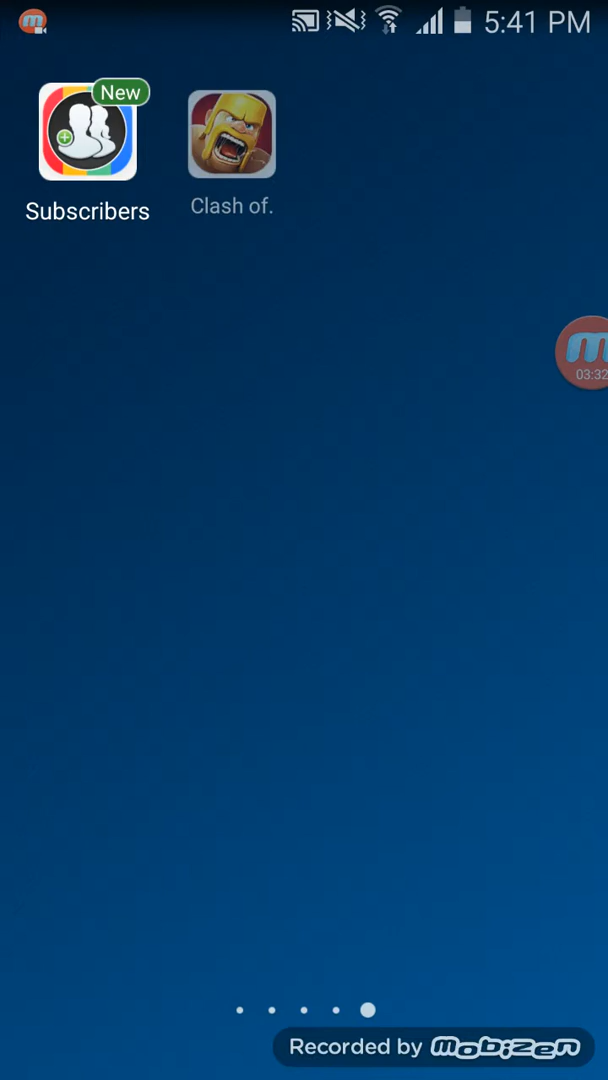 5:41 PM
New
Subscribers
Clash of.
03:32
Recorded by mobizen